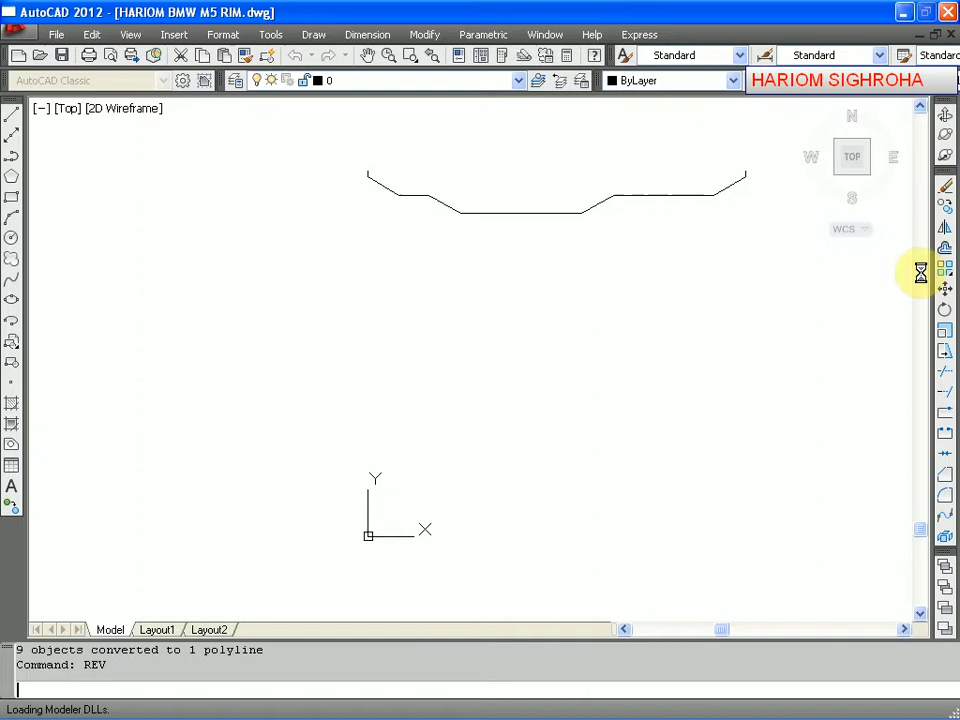 AutoCAD 2012 - [HARIOM BMW M5 RIM.dwg]
File Edit View Insert Format Tools Draw Dimension Modify Parametric Window Help Express
Standard Standard Standard
AutoCAD Classic 0 ByLayer HARIOM SIGHROHA
[−] [Top] [2D Wireframe]
N
W TOP E
S
WCS
Y
X
Model Layout1 Layout2
9 objects converted to 1 polyline
Command: REV
Loading Modeler DLLs.